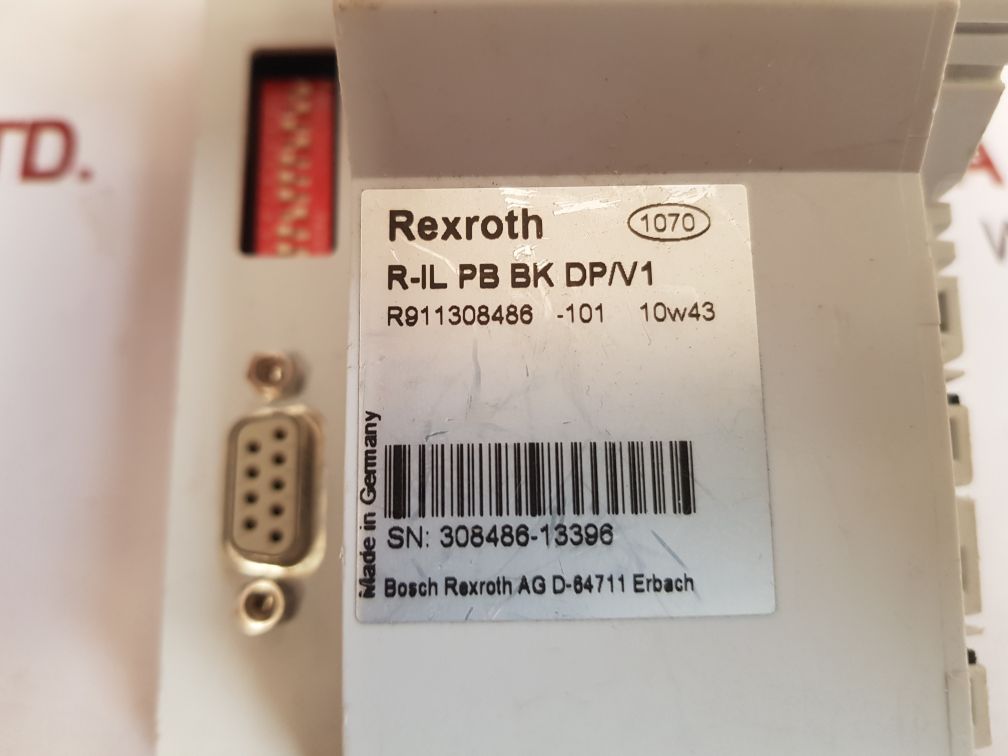 TD.
Rexroth 1070
R-IL PB BK DP/V1
R911308486 -101 10w43
Made in Germany
SN: 308486-13396
Bosch Rexroth AG D-64711 Erbach
A